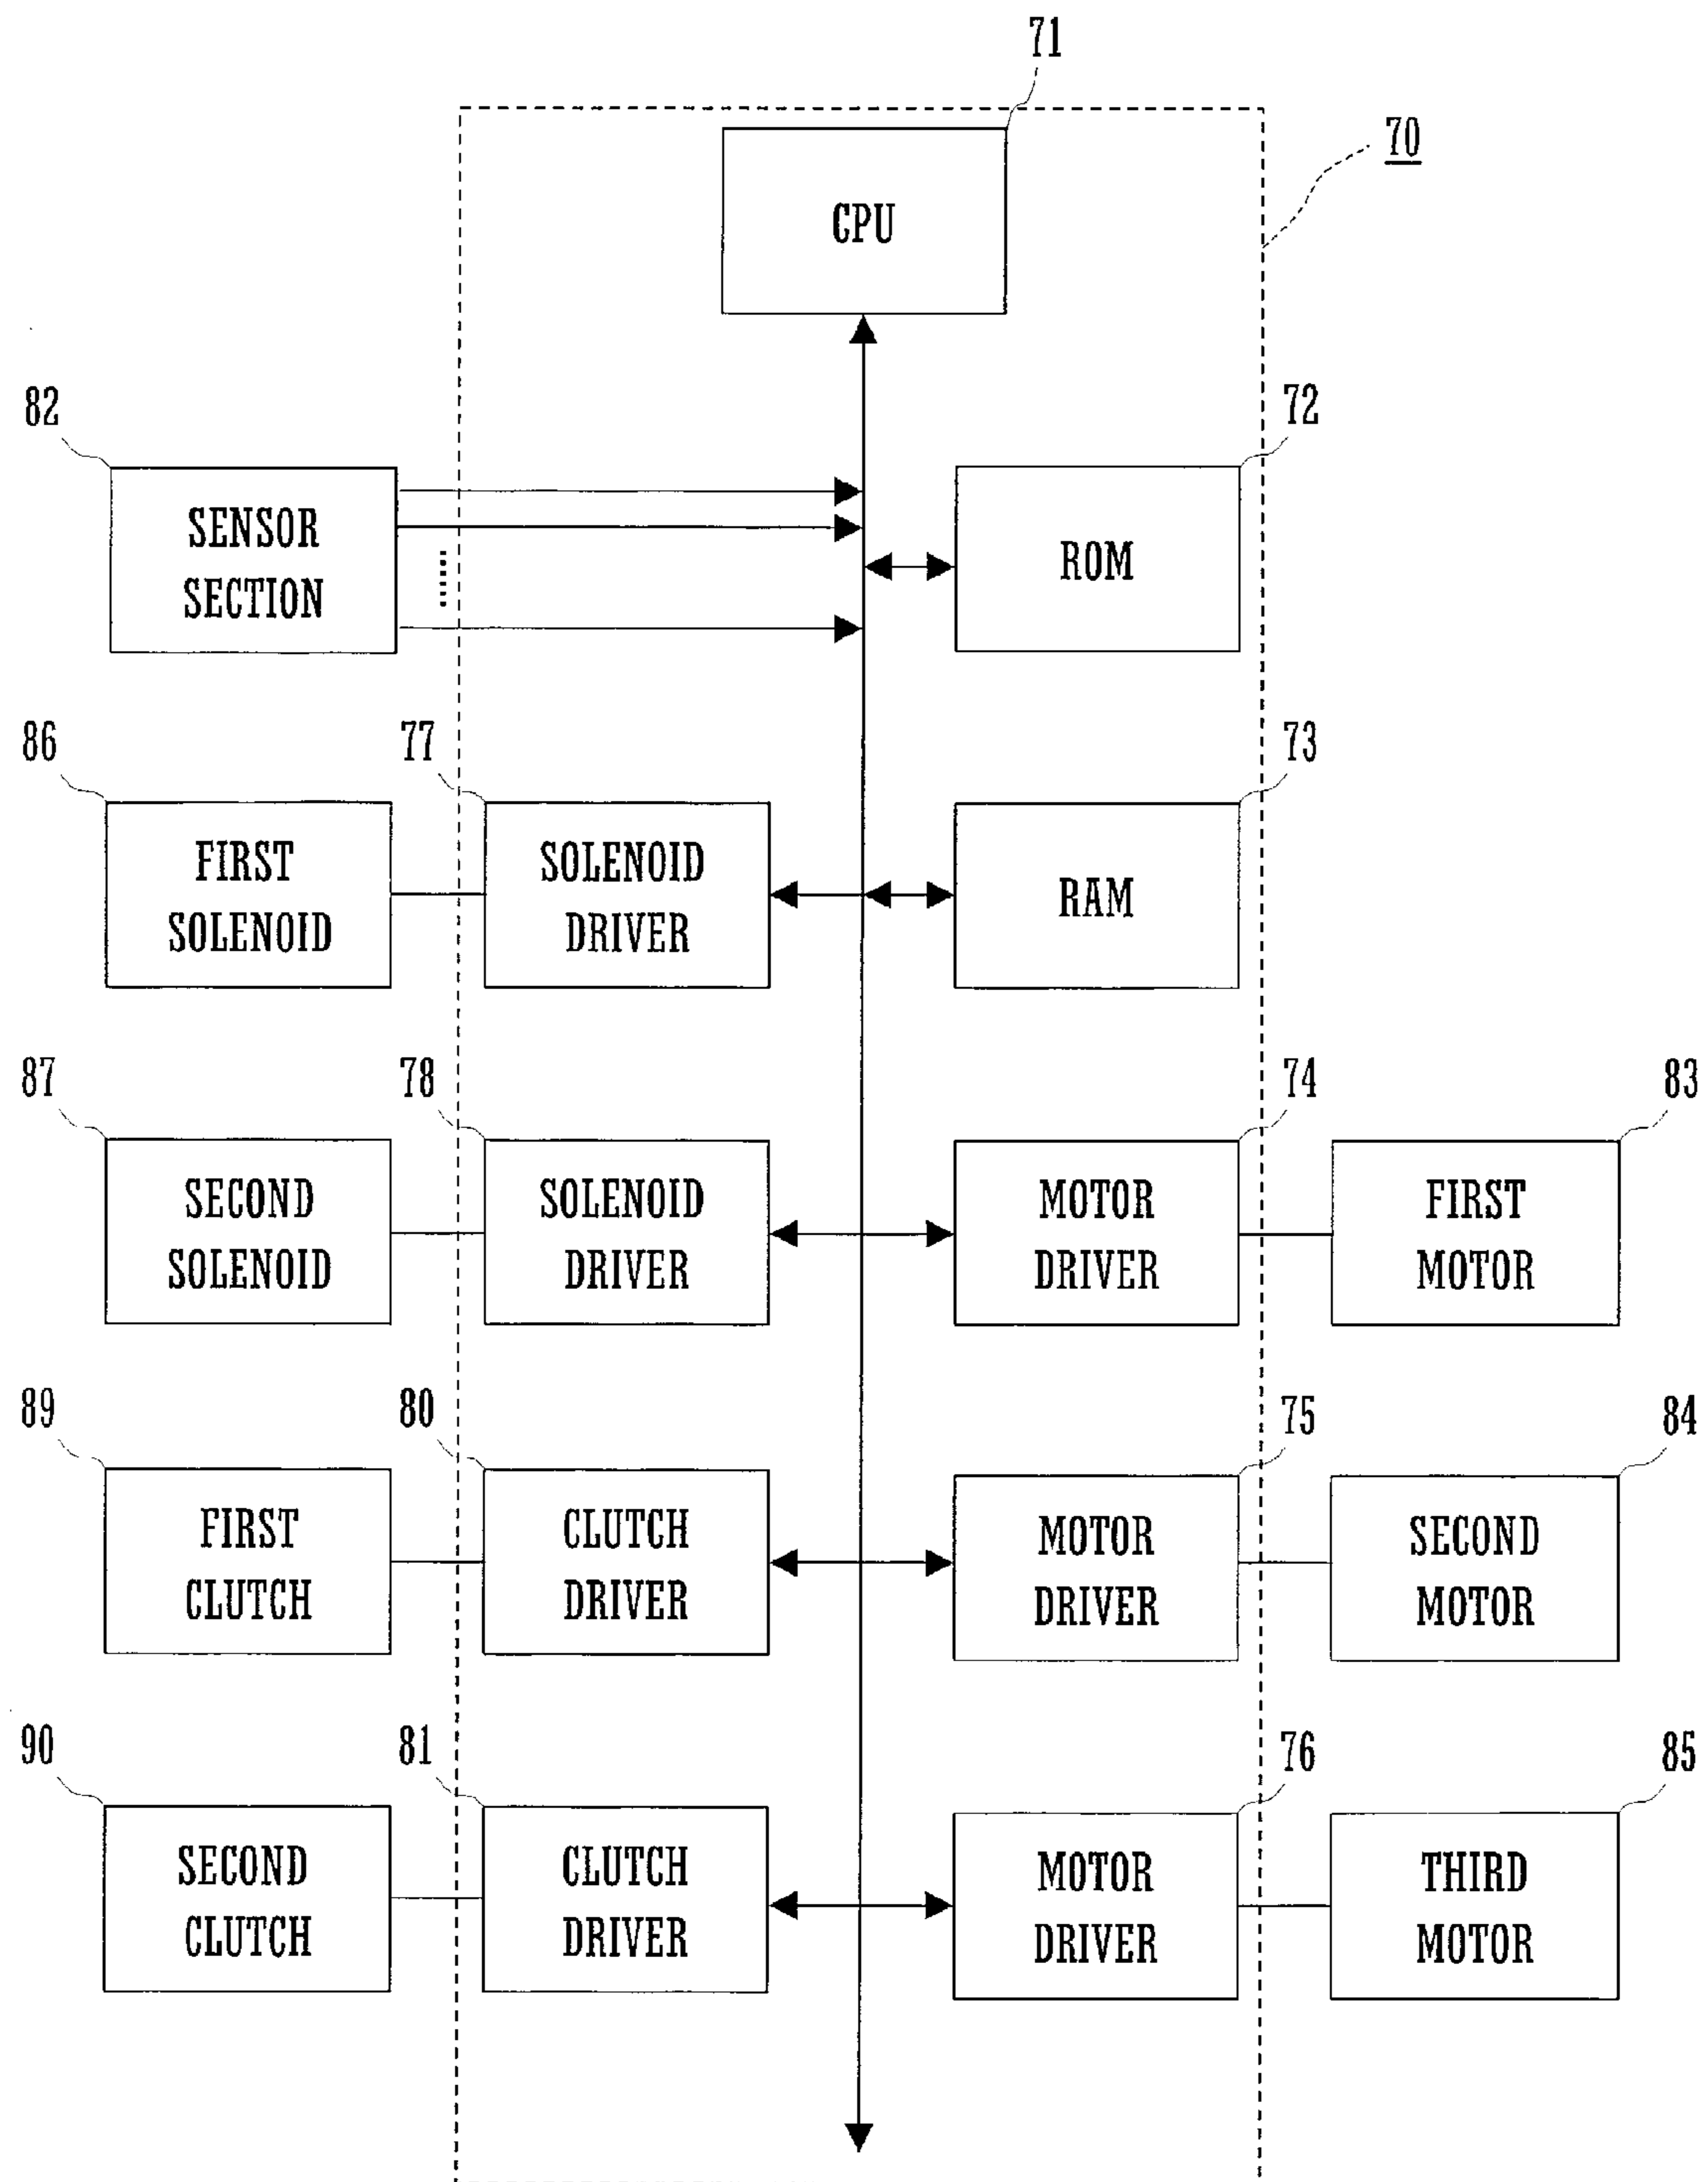 71
70
CPU
82
72
SENSOR
SECTION
ROM
86
77
73
FIRST
SOLENOID
SOLENOID
DRIVER
RAM
87
78
74
83
SECOND
SOLENOID
SOLENOID
DRIVER
MOTOR
DRIVER
FIRST
MOTOR
89
80
75
84
FIRST
CLUTCH
CLUTCH
DRIVER
MOTOR
DRIVER
SECOND
MOTOR
90
81
76
85
SECOND
CLUTCH
CLUTCH
DRIVER
MOTOR
DRIVER
THIRD
MOTOR